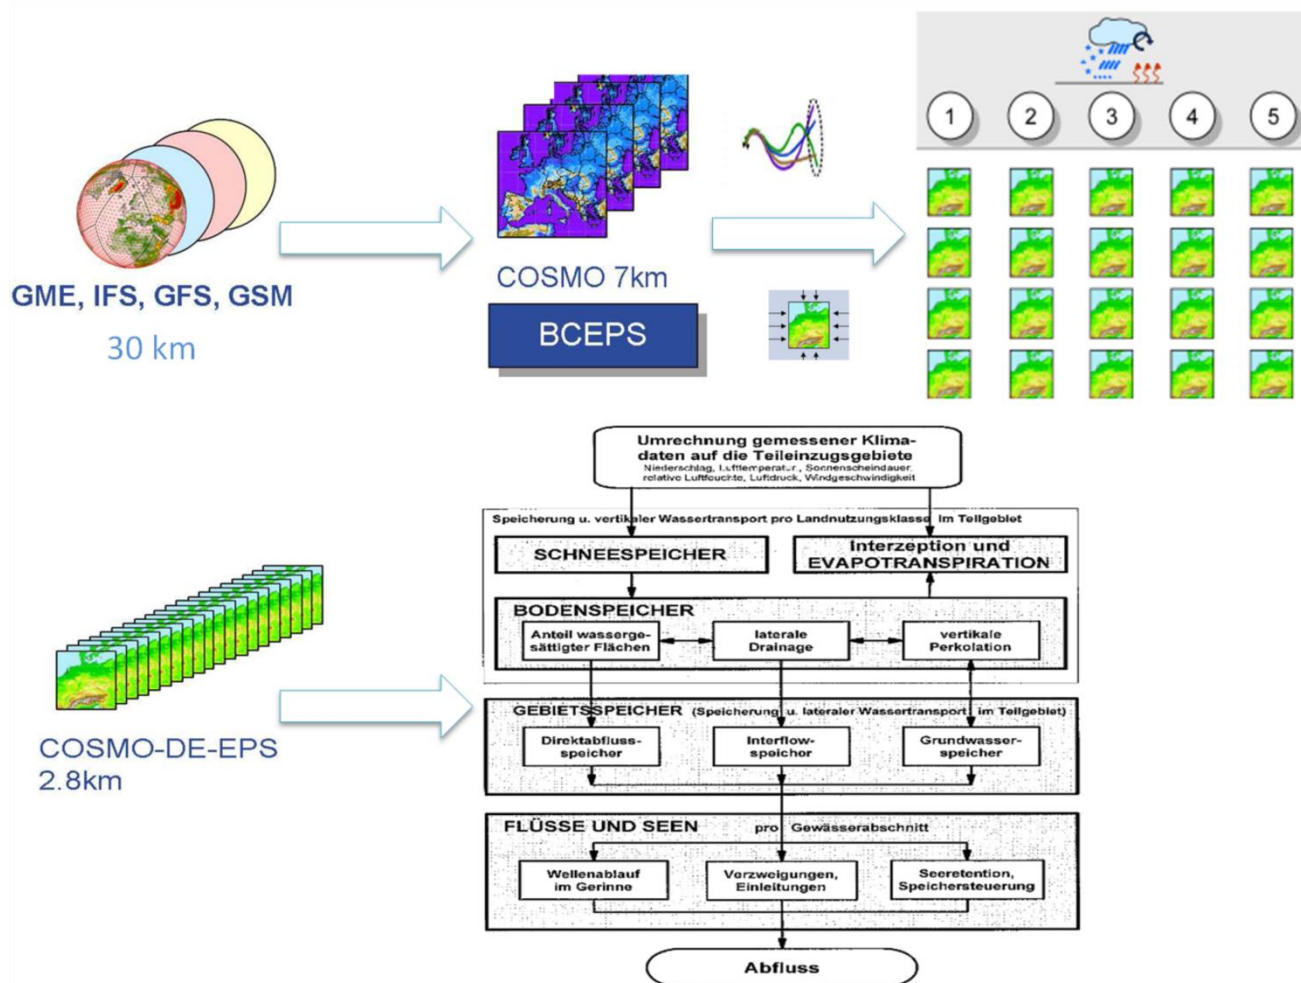 1 2 3 4 5
GME, IFS, GFS, GSM
30 km
COSMO 7km
BCEPS
Umrechnung gemessener Klima-
daten auf die Teileinzugsgebiete
Niederschlag, Lufttemperatur, Sonnenscheindauer,
relative Luftfeuchte, Luftdruck, Windgeschwindigkeit
Speicherung u. vertikaler Wassertransport pro Landnutzungsklasse im Teilgebiet
SCHNEESPEICHER
Interzeption und
EVAPOTRANSPIRATION
BODENSPEICHER
Anteil wasserge-
sättigter Flächen
laterale
Drainage
vertikale
Perkolation
COSMO-DE-EPS
2.8km
GEBIETSSPEICHER (Speicherung u. lateraler Wassertransport im Teilgebiet)
Direktabfluss-
speicher
Interflow-
speicher
Grundwasser-
speicher
FLÜSSE UND SEEN pro Gewässerabschnitt
Wellenablauf
im Gerinne
Verzweigungen,
Einleitungen
Seeretention,
Speichersteuerung
Abfluss